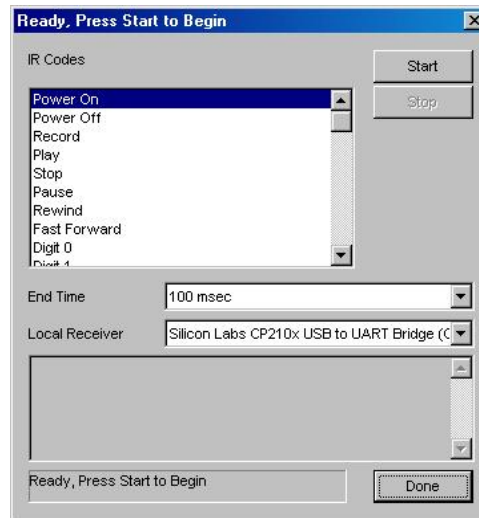 Ready, Press Start to Begin
IR Codes
Start
Stop
Power On
Power Off
Record
Play
Stop
Pause
Rewind
Fast Forward
Digit 0
Digit 1
End Time
100 msec
Local Receiver
Silicon Labs CP210x USB to UART Bridge (C
Ready, Press Start to Begin
Done